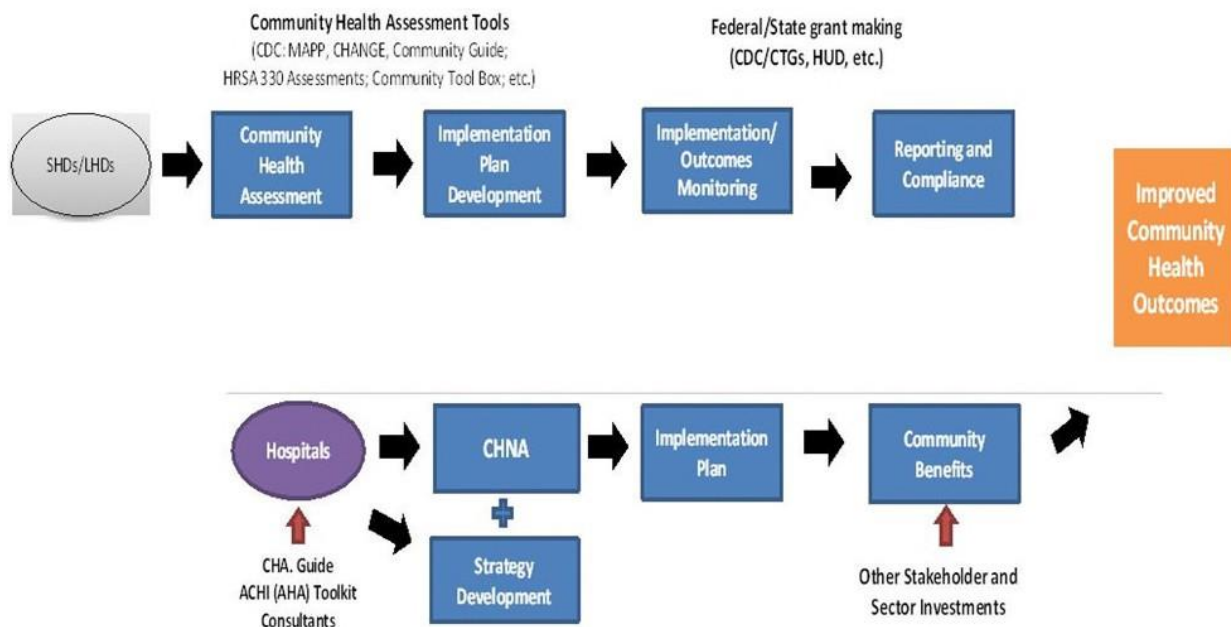 Community Health Assessment Tools
(CDC: MAPP, CHANGE, Community Guide;
HRSA 330 Assessments; Community Tool Box; etc.)
Federal/State grant making
(CDC/CTGs, HUD, etc.)
SHDs/LHDs
Community
Health
Assessment
Implementation
Plan
Development
Implementation/
Outcomes
Monitoring
Reporting and
Compliance
Improved
Community
Health
Outcomes
Hospitals
CHNA
Implementation
Plan
Community
Benefits
Strategy
Development
CHA. Guide
ACHI (AHA) Toolkit
Consultants
Other Stakeholder and
Sector Investments